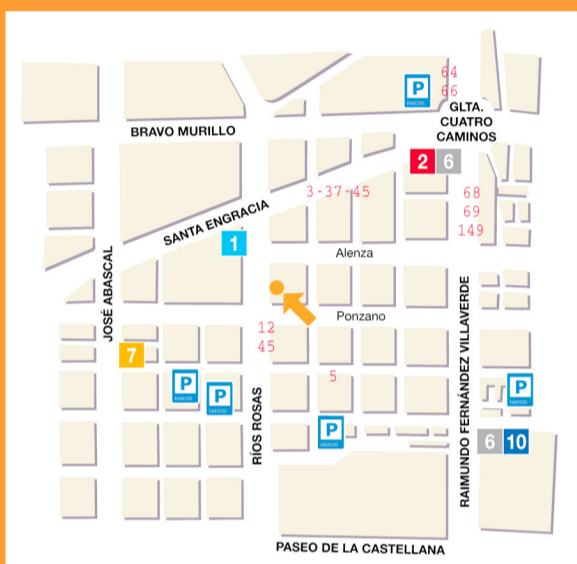 64
P
PARKING
66
GLTA.
CUATRO
CAMINOS
BRAVO MURILLO
2 6
3-37-45
68
69
149
SANTA ENGRACIA
1
Alenza
JOSÉ ABASCAL
Ponzano
12
45
7
5
P
PARKING
P
PARKING
P
PARKING
P
PARKING
RÍOS ROSAS
RAIMUNDO FERNÁNDEZ VILLAVERDE
6 10
PASEO DE LA CASTELLANA